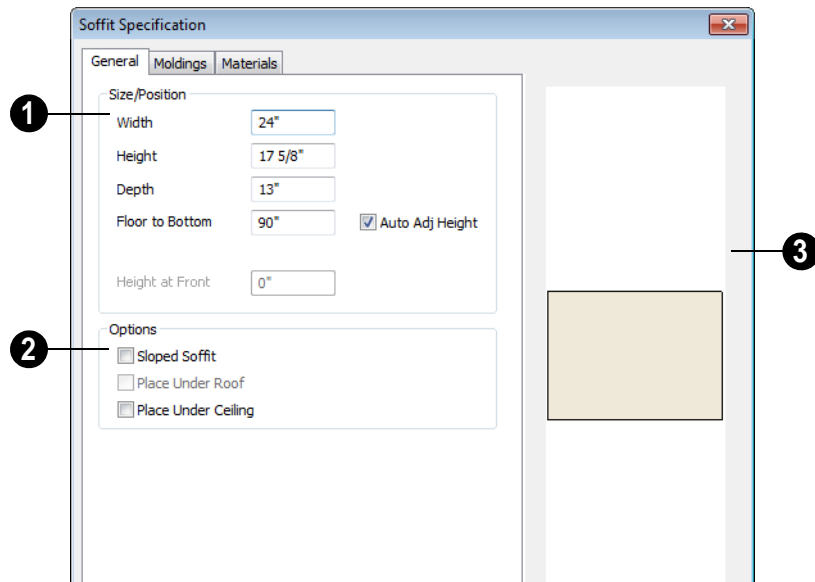 Soffit Specification
General Moldings Materials
Size/Position
1
Width 24"
Height 17 5/8"
Depth 13"
Floor to Bottom 90" Auto Adj Height
3
Height at Front 0"
Options
2
Sloped Soffit
Place Under Roof
Place Under Ceiling